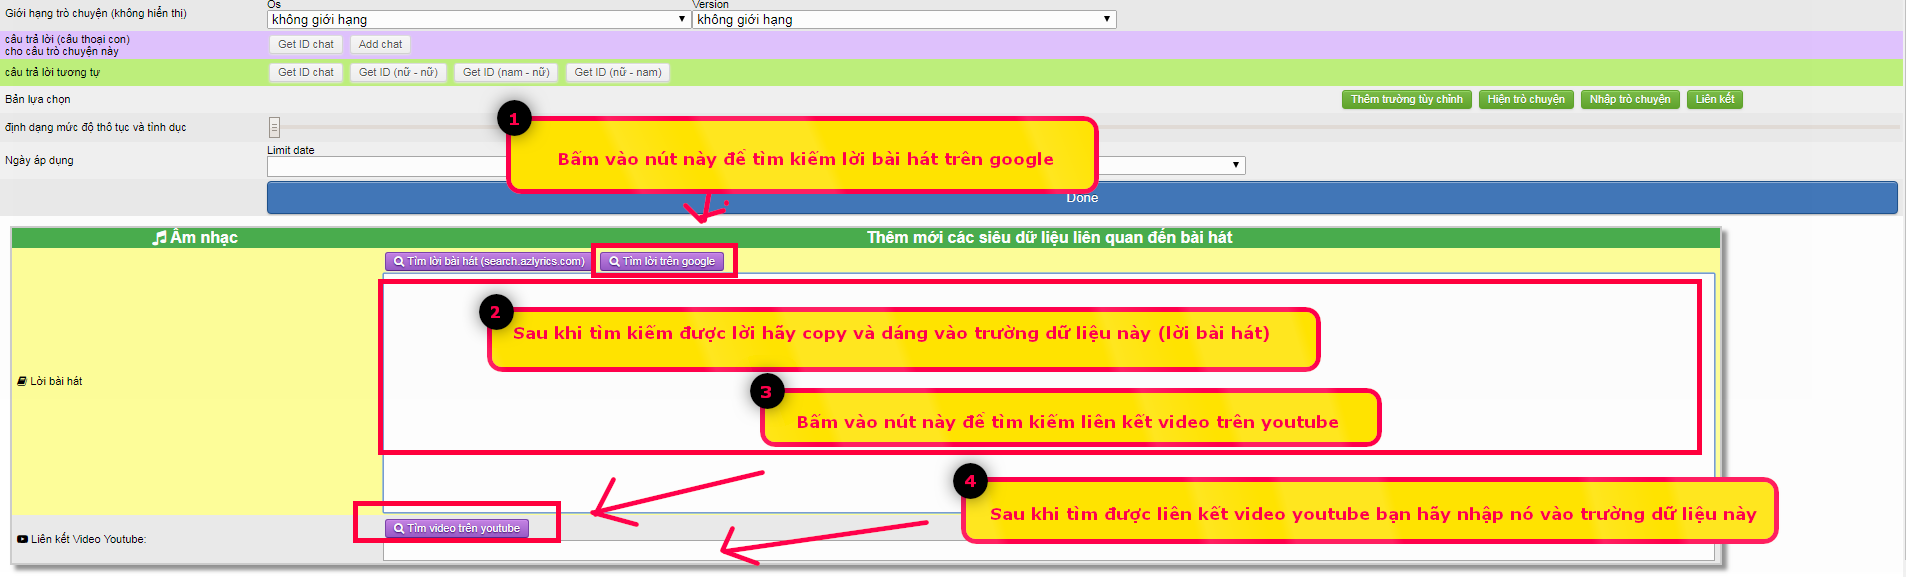 Os
Version
Giới hạng trò chuyện (không hiển thị)
không giới hạng
không giới hạng
câu trả lời (câu thoại con)
cho câu trò chuyện này
Get ID chat
Add chat
câu trả lời tương tự
Get ID chat
Get ID (nữ - nữ)
Get ID (nam - nữ)
Get ID (nữ - nam)
Bản lựa chọn
Thêm trường tùy chỉnh
Hiện trò chuyện
Nhập trò chuyện
Liên kết
định dạng mức độ thô tục và tình dục
1
Bấm vào nút này để tìm kiếm lời bài hát trên google
Limit date
Ngày áp dụng
Done
Âm nhạc
Thêm mới các siêu dữ liệu liên quan đến bài hát
Tìm lời bài hát (search.azlyrics.com)
Tìm lời trên google
2
Sau khi tìm kiếm được lời hãy copy và dáng vào trường dữ liệu này (lời bài hát)
Lời bài hát
3
Bấm vào nút này để tìm kiếm liên kết video trên youtube
4
Sau khi tìm được liên kết video youtube bạn hãy nhập nó vào trường dữ liệu này
Tìm video trên youtube
Liên kết Video Youtube: